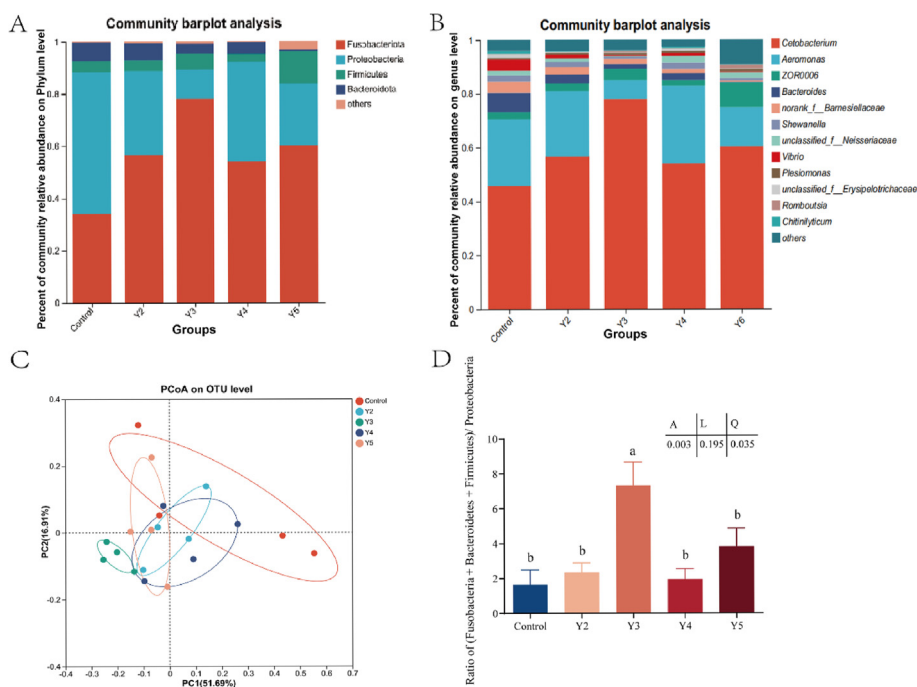 A
Community barplot analysis
Percent of community relative abundance on Phylum level
1
0.8
0.6
0.4
0.2
0
Control
Y2
Y3
Y4
Y5
Groups
Fusobacteriota
Proteobacteria
Firmicutes
Bacteroidota
others
B
Community barplot analysis
Percent of community relative abundance on genus level
1
0.8
0.6
0.4
0.2
0
Control
Y2
Y3
Y4
Y6
Groups
Cetobacterium
Aeromonas
ZOR0006
Bacteroides
norank_f__Barnesiellaceae
Shewanella
unclassified_f__Neisseriaceae
Vibrio
Plesiomonas
unclassified_f__Erysipelotrichaceae
Romboutsia
Chitinilyticum
others
C
PCoA on OTU level
PC2(16.91%)
0.4
0.2
0
-0.2
-0.4
-0.4
-0.3
-0.2
-0.1
0
0.1
0.2
0.3
0.4
0.5
0.6
0.7
PC1(51.69%)
Control
Y2
Y3
Y4
Y5
D
Ratio of (Fusobacteria + Bacteroidetes + Firmicutes)/ Proteobacteria
10
8
6
4
2
0
A L Q
0.003 0.195 0.035
b
b
a
b
b
Control
Y2
Y3
Y4
Y5